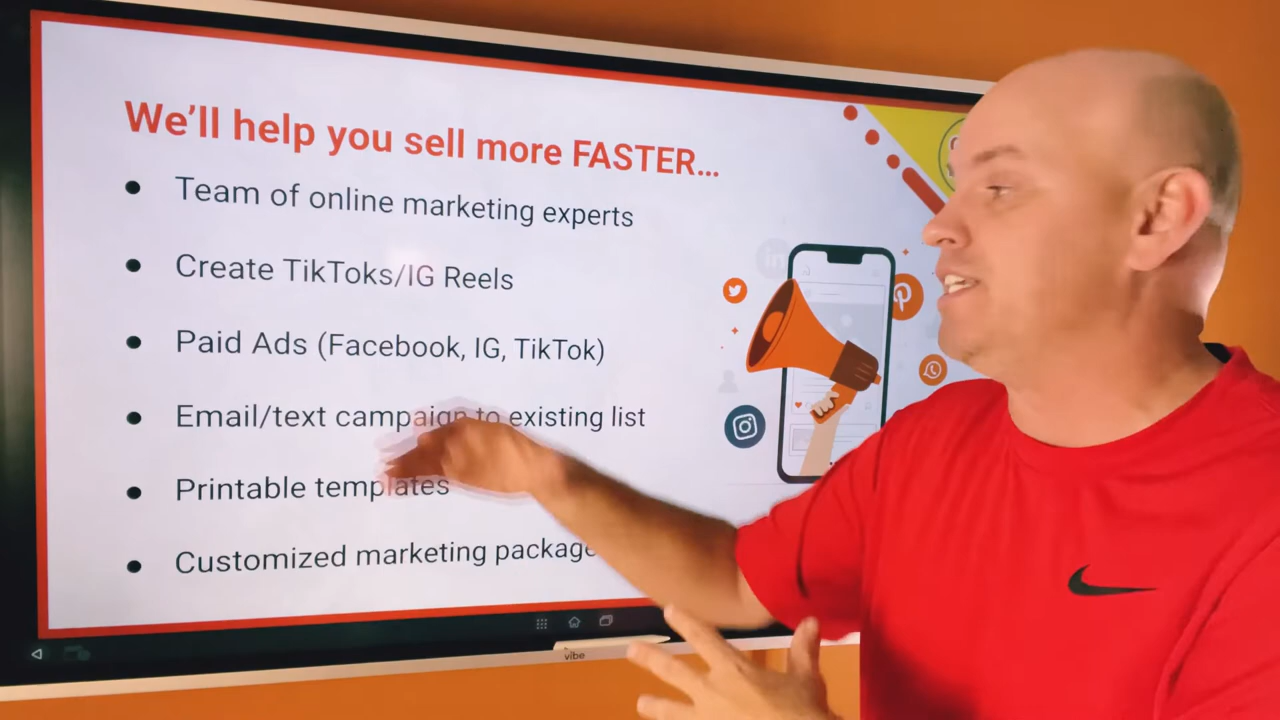 We'll help you sell more FASTER...
Team of online marketing experts
Create TikToks/IG Reels
Paid Ads (Facebook, IG, TikTok)
Email/text campaign to existing list
Printable templates
Customized marketing package
vibe